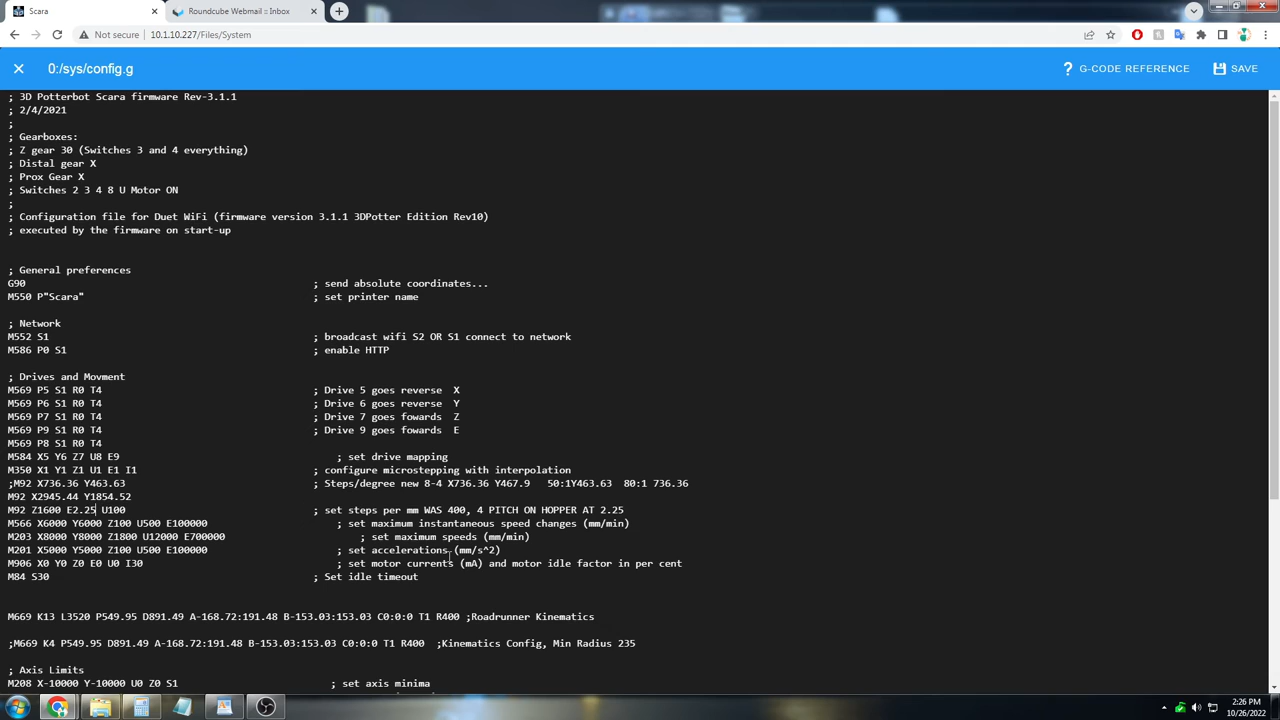 Scara
Roundcube Webmail :: Inbox
Not secure
10.1.10.227/Files/System
0:/sys/config.g
G-CODE REFERENCE
SAVE
; 3D Potterbot Scara firmware Rev-3.1.1
; 2/4/2021
;
; Gearboxes:
; Z gear 30 (Switches 3 and 4 everything)
; Distal gear X
; Prox Gear X
; Switches 2 3 4 8 U Motor ON
;
; Configuration file for Duet WiFi (firmware version 3.1.1 3DPotter Edition Rev10)
; executed by the firmware on start-up
; General preferences
G90 ; send absolute coordinates...
M550 P"Scara" ; set printer name
; Network
M552 S1 ; broadcast wifi S2 OR S1 connect to network
M586 P0 S1 ; enable HTTP
; Drives and Movment
M569 P5 S1 R0 T4 ; Drive 5 goes reverse X
M569 P6 S1 R0 T4 ; Drive 6 goes reverse Y
M569 P7 S1 R0 T4 ; Drive 7 goes fowards Z
M569 P9 S1 R0 T4 ; Drive 9 goes fowards E
M569 P8 S1 R0 T4
M584 X5 Y6 Z7 U8 E9 ; set drive mapping
M350 X1 Y1 Z1 U1 E1 I1 ; configure microstepping with interpolation
;M92 X736.36 Y463.63 ; Steps/degree new 8-4 X736.36 Y467.9 50:1Y463.63 80:1 736.36
M92 X2945.44 Y1854.52
M92 Z1600 E2.25 U100 ; set steps per mm WAS 400, 4 PITCH ON HOPPER AT 2.25
M566 X6000 Y6000 Z100 U500 E100000 ; set maximum instantaneous speed changes (mm/min)
M203 X8000 Y8000 Z1800 U12000 E700000 ; set maximum speeds (mm/min)
M201 X5000 Y5000 Z100 U500 E100000 ; set accelerations (mm/s^2)
M906 X0 Y0 Z0 E0 U0 I30 ; set motor currents (mA) and motor idle factor in per cent
M84 S30 ; Set idle timeout
M669 K13 L3520 P549.95 D891.49 A-168.72:191.48 B-153.03:153.03 C0:0:0 T1 R400 ;Roadrunner Kinematics
;M669 K4 P549.95 D891.49 A-168.72:191.48 B-153.03:153.03 C0:0:0 T1 R400 ;Kinematics Config, Min Radius 235
; Axis Limits
M208 X-10000 Y-10000 U0 Z0 S1 ; set axis minima
2:26 PM
10/26/2022